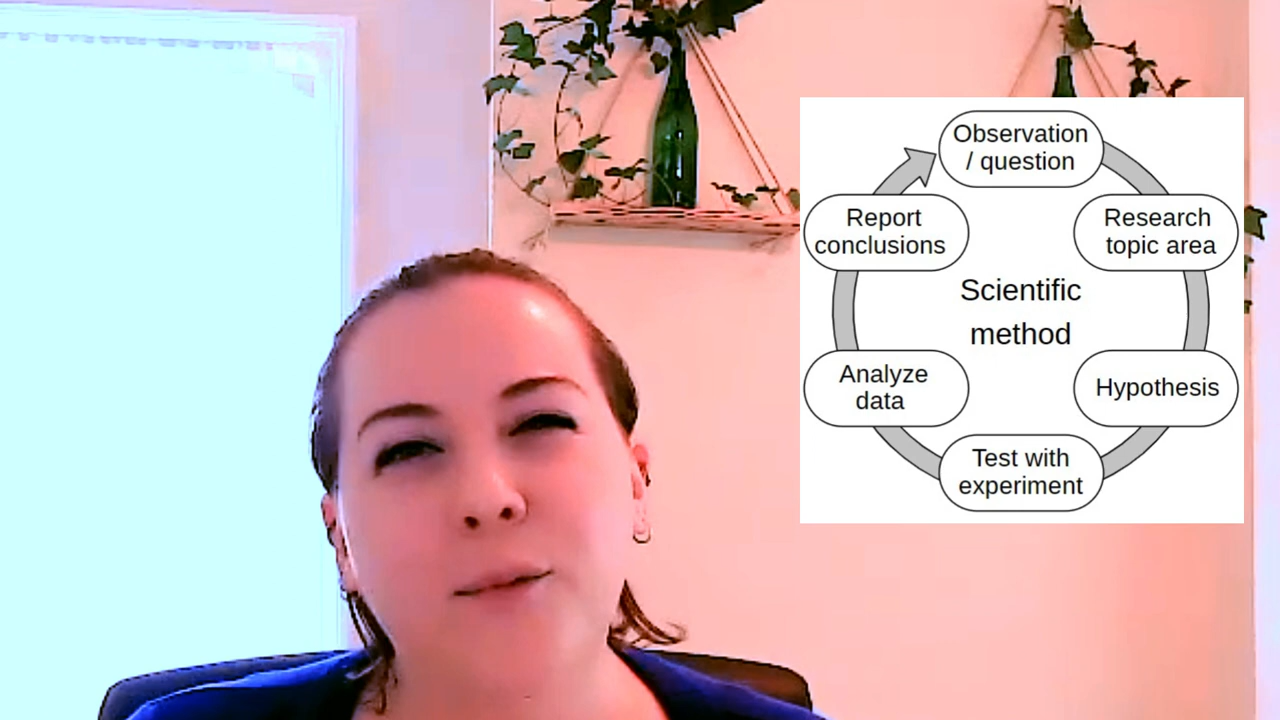 Observation
/ question
Research
topic area
Hypothesis
Test with
experiment
Analyze
data
Report
conclusions
Scientific
method